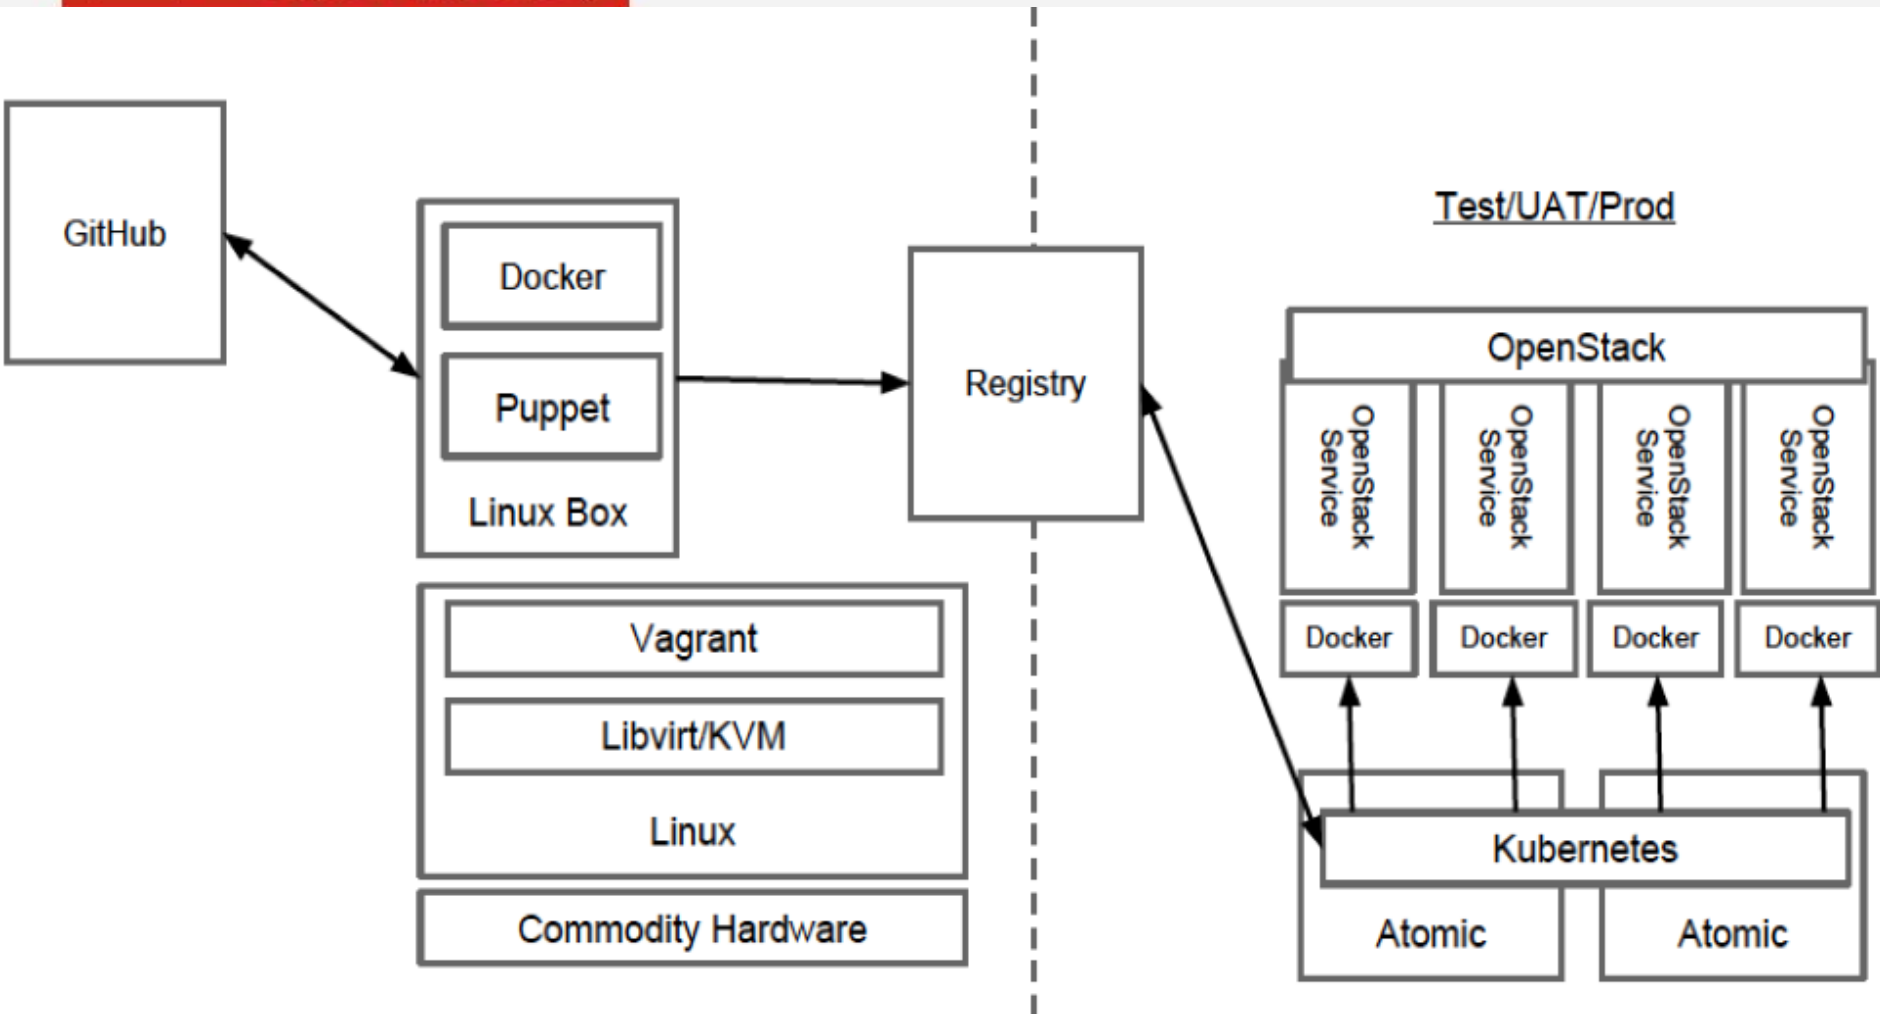 GitHub
Docker
Puppet
Linux Box
Vagrant
Libvirt/KVM
Linux
Commodity Hardware
Registry
Test/UAT/Prod
OpenStack
OpenStack
Service
OpenStack
Service
OpenStack
Service
OpenStack
Service
Docker
Docker
Docker
Docker
Kubernetes
Atomic
Atomic